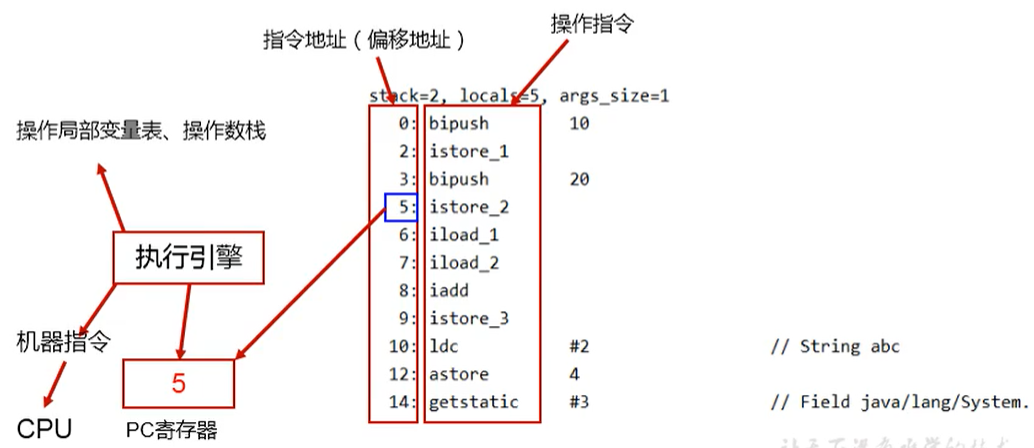 指令地址（偏移地址）
操作指令
stack=2, locals=5, args_size=1
操作局部变量表、操作数栈
0: bipush 10
2: istore_1
3: bipush 20
5: istore_2
6: iload_1
7: iload_2
8: iadd
9: istore_3
10: ldc #2 // String abc
12: astore 4
14: getstatic #3 // Field java/lang/System.
执行引擎
机器指令
5
CPU
PC寄存器